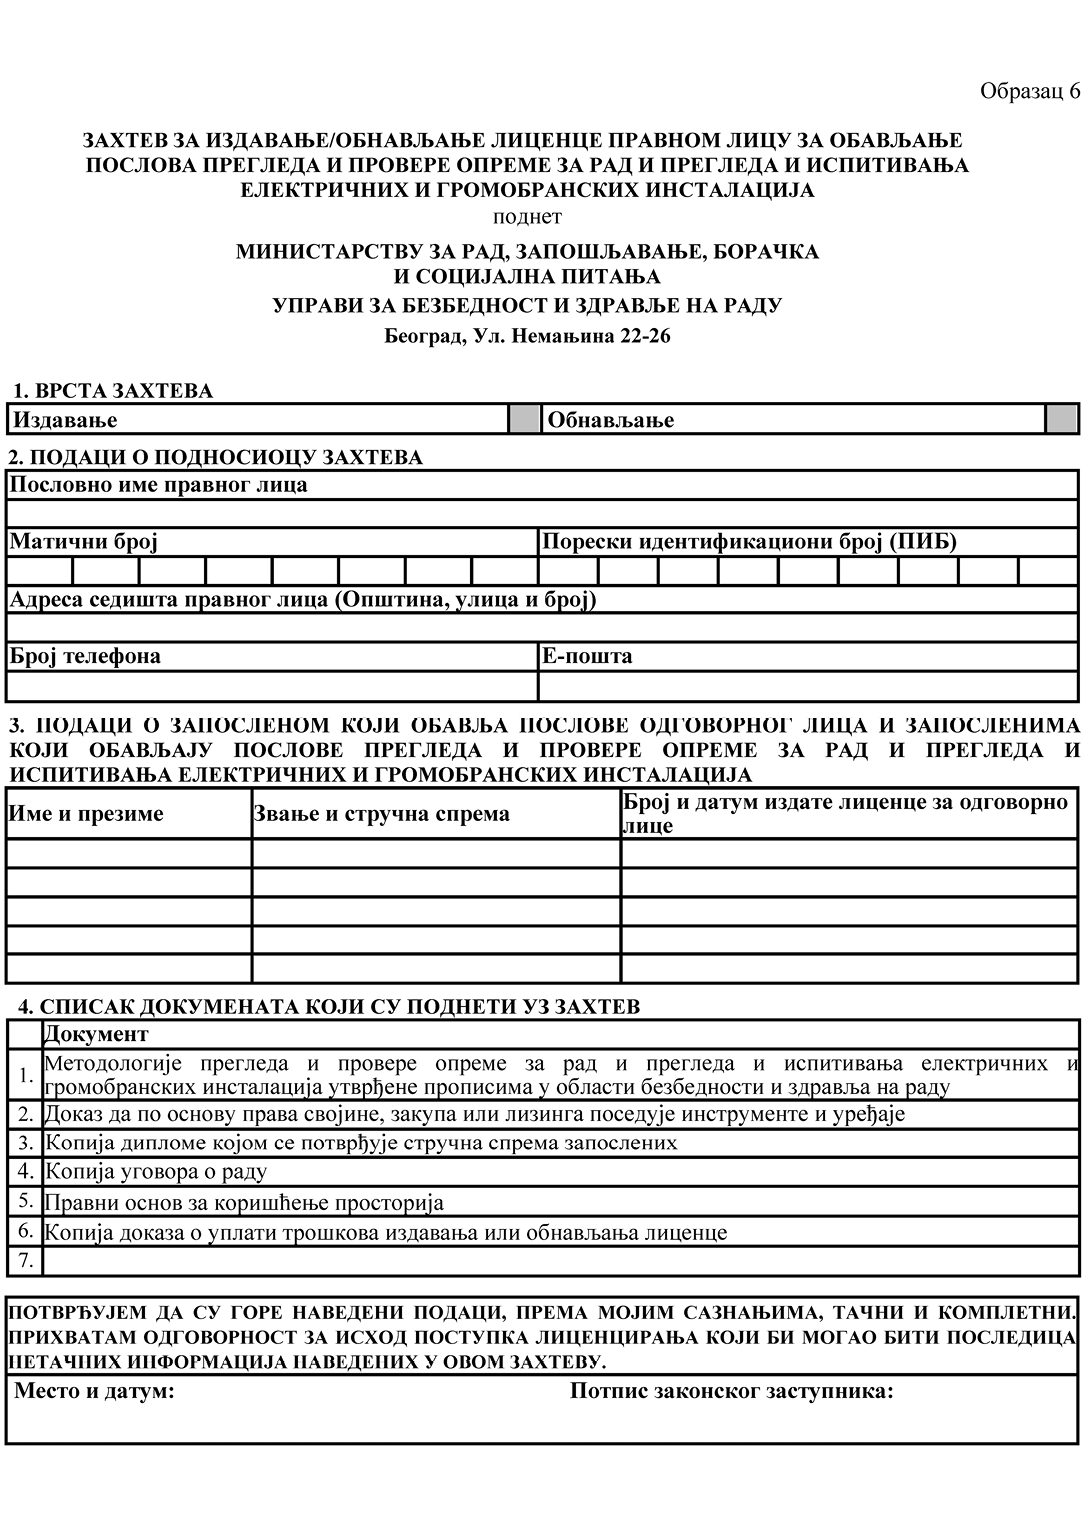 Образац 6
ЗАХТЕВ ЗА ИЗДАВАЊЕ/ОБНАВЉАЊЕ ЛИЦЕНЦЕ ПРАВНОМ ЛИЦУ ЗА ОБАВЉАЊЕ
ПОСЛОВА ПРЕГЛЕДА И ПРОВЕРЕ ОПРЕМЕ ЗА РАД И ПРЕГЛЕДА И ИСПИТИВАЊА
ЕЛЕКТРИЧНИХ И ГРОМОБРАНСКИХ ИНСТАЛАЦИЈА
поднет
МИНИСТАРСТВУ ЗА РАД, ЗАПОШЉАВАЊЕ, БОРАЧКА
И СОЦИЈАЛНА ПИТАЊА
УПРАВИ ЗА БЕЗБЕДНОСТ И ЗДРАВЉЕ НА РАДУ
Београд, Ул. Немањина 22-26
1. ВРСТА ЗАХТЕВА
Издавање Обнављање
2. ПОДАЦИ О ПОДНОСИОЦУ ЗАХТЕВА
Пословно име правног лица
Матични број Порески идентификациони број (ПИБ)
Адреса седишта правног лица (Општина, улица и број)
Број телефона Е-пошта
3. ПОДАЦИ О ЗАПОСЛЕНОМ КОЈИ ОБАВЉА ПОСЛОВЕ ОДГОВОРНОГ ЛИЦА И ЗАПОСЛЕНИМА
КОЈИ ОБАВЉАЈУ ПОСЛОВЕ ПРЕГЛЕДА И ПРОВЕРЕ ОПРЕМЕ ЗА РАД И ПРЕГЛЕДА И
ИСПИТИВАЊА ЕЛЕКТРИЧНИХ И ГРОМОБРАНСКИХ ИНСТАЛАЦИЈА
Име и презиме Звање и стручна спрема Број и датум издате лиценце за одговорно
лице
4. СПИСАК ДОКУМЕНАТА КОЈИ СУ ПОДНЕТИ УЗ ЗАХТЕВ
Документ
1. Методологије прегледа и провере опреме за рад и прегледа и испитивања електричних и
громобранских инсталација утврђене прописима у области безбедности и здравља на раду
2. Доказ да по основу права својине, закупа или лизинга поседује инструменте и уређаје
3. Копија дипломе којом се потврђује стручна спрема запослених
4. Копија уговора о раду
5. Правни основ за коришћење просторија
6. Копија доказа о уплати трошкова издавања или обнављања лиценце
7.
ПОТВРЂУЈЕМ ДА СУ ГОРЕ НАВЕДЕНИ ПОДАЦИ, ПРЕМА МОЈИМ САЗНАЊИМА, ТАЧНИ И КОМПЛЕТНИ.
ПРИХВАТАМ ОДГОВОРНОСТ ЗА ИСХОД ПОСТУПКА ЛИЦЕНЦИРАЊА КОЈИ БИ МОГАО БИТИ ПОСЛЕДИЦА
НЕТАЧНИХ ИНФОРМАЦИЈА НАВЕДЕНИХ У ОВОМ ЗАХТЕВУ.
Место и датум: Потпис законског заступника: